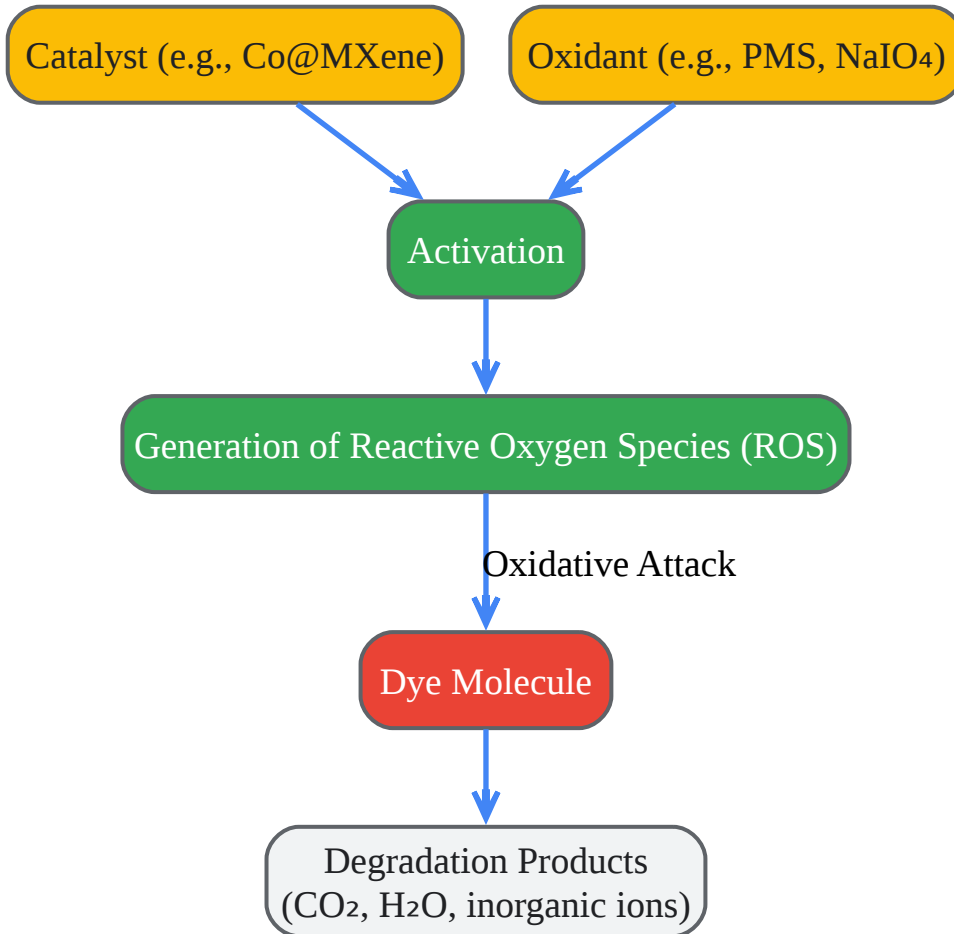 Catalyst (e.g., Co@MXene)
Oxidant (e.g., PMS, NaIO₄)
Activation
Generation of Reactive Oxygen Species (ROS)
Oxidative Attack
Dye Molecule
Degradation Products
(CO₂, H₂O, inorganic ions)